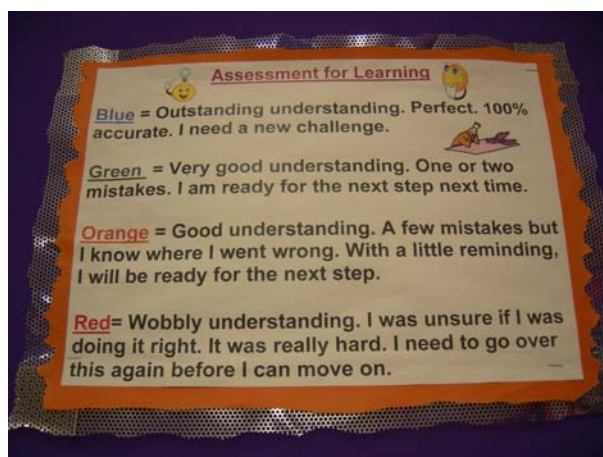 Assessment for Learning
Blue = Outstanding understanding. Perfect. 100%
accurate. I need a new challenge.
Green = Very good understanding. One or two
mistakes. I am ready for the next step next time.
Orange = Good understanding. A few mistakes but
I know where I went wrong. With a little reminding,
I will be ready for the next step.
Red= Wobbly understanding. I was unsure if I was
doing it right. It was really hard. I need to go over
this again before I can move on.